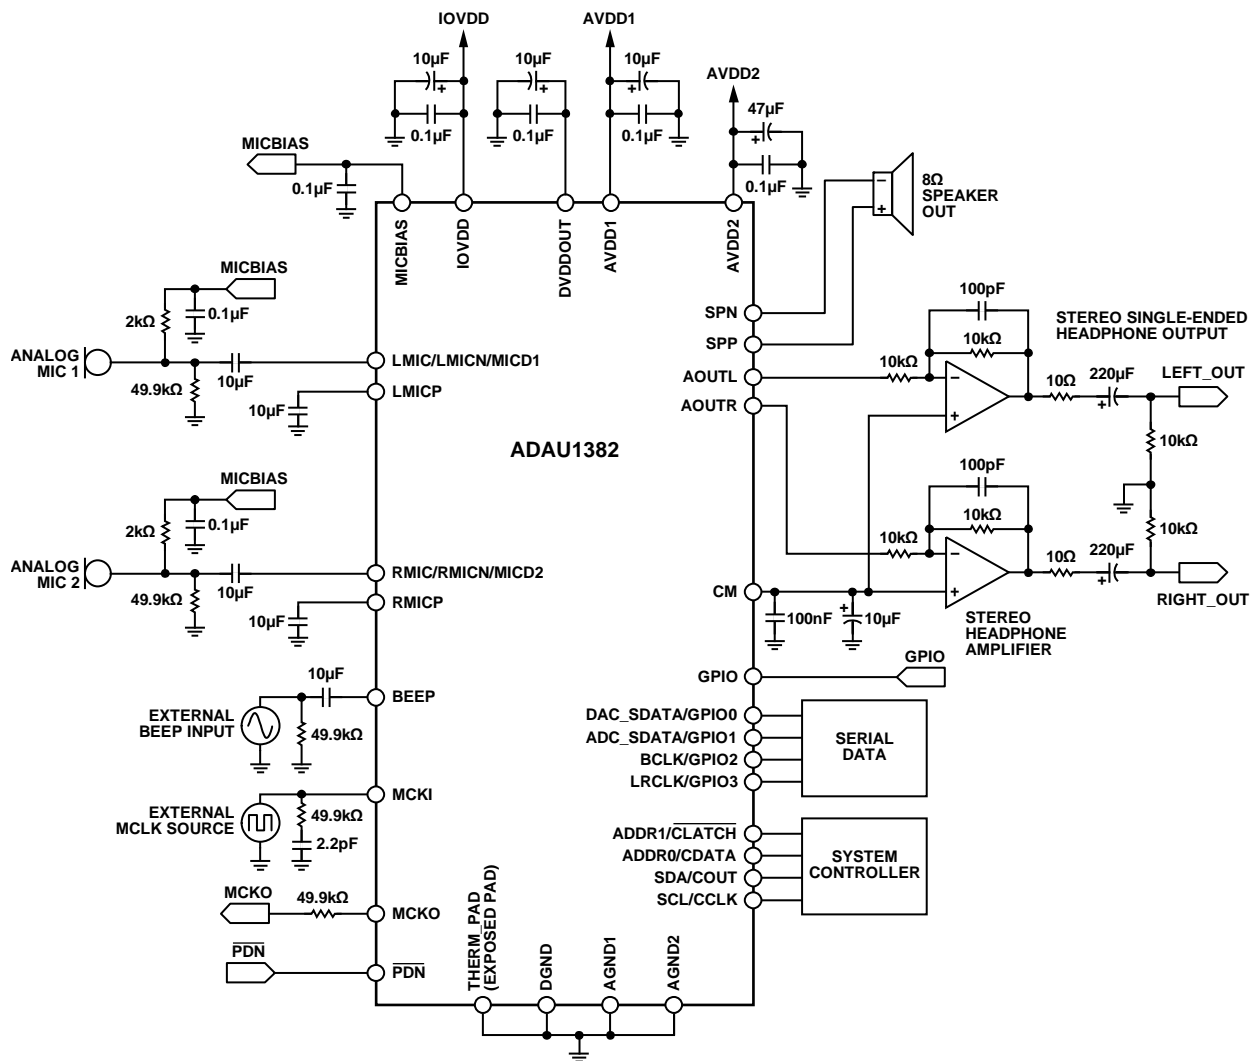 IOVDD
AVDD1
10µF
10µF
10µF
AVDD2
+
+
+
47µF
+
0.1µF
0.1µF
0.1µF
MICBIAS
0.1µF
0.1µF
8Ω
SPEAKER
OUT
−
+
MICBIAS
IOVDD
DVDDOUT
AVDD1
AVDD2
MICBIAS
2kΩ
0.1µF
ANALOG
MIC 1
49.9kΩ
10µF
LMIC/LMICN/MICD1
10µF
LMICP
SPN
SPP
AOUTL
AOUTR
100pF
10kΩ
10kΩ
−
+
STEREO SINGLE-ENDED
HEADPHONE OUTPUT
10Ω
220µF
+
LEFT_OUT
10kΩ
ADAU1382
MICBIAS
2kΩ
0.1µF
ANALOG
MIC 2
49.9kΩ
10µF
RMIC/RMICN/MICD2
10µF
RMICP
100pF
10kΩ
10kΩ
−
+
10kΩ
10Ω
220µF
+
RIGHT_OUT
CM
100nF
+
10µF
STEREO
HEADPHONE
AMPLIFIER
GPIO
GPIO
10µF
BEEP
EXTERNAL
BEEP INPUT
49.9kΩ
DAC_SDATA/GPIO0
ADC_SDATA/GPIO1
BCLK/GPIO2
LRCLK/GPIO3
SERIAL
DATA
MCKI
EXTERNAL
MCLK SOURCE
49.9kΩ
2.2pF
ADDR1/CLATCH
ADDR0/CDATA
SDA/COUT
SCL/CCLK
SYSTEM
CONTROLLER
MCKO
49.9kΩ
MCKO
PDN
PDN
THERM_PAD
(EXPOSED PAD)
DGND
AGND1
AGND2